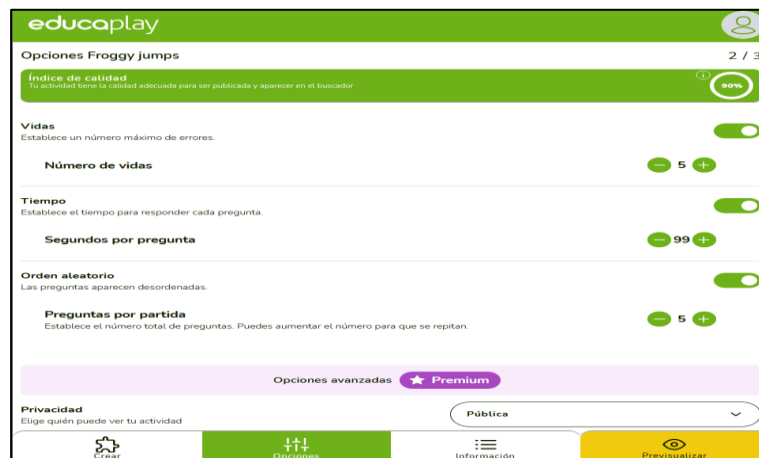 educaplay
Opciones Froggy jumps
2 / 3
Índice de calidad
Tu actividad tiene la calidad adecuada para ser publicada y aparecer en el buscador
90%
Vidas
Establece un número máximo de errores.
Número de vidas
5
Tiempo
Establece el tiempo para responder cada pregunta.
Segundos por pregunta
99
Orden aleatorio
Las preguntas aparecen desordenadas.
Preguntas por partida
Establece el número total de preguntas. Puedes aumentar el número para que se repitan.
5
Opciones avanzadas Premium
Privacidad
Elige quién puede ver tu actividad
Pública
Crear
Opciones
Información
Previsualizar